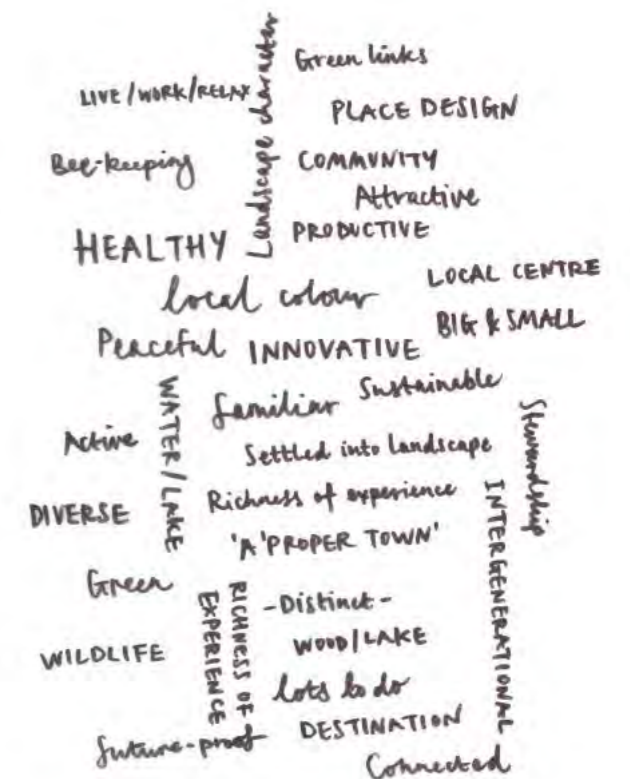 Landscape character
Green links
LIVE/WORK/RELAX
PLACE DESIGN
Bee-keeping
COMMUNITY
Attractive
PRODUCTIVE
HEALTHY
LOCAL CENTRE
local colour
BIG & SMALL
Peaceful
INNOVATIVE
Sustainable
familiar
WATER/LAKE
Stewardship
Active
Settled into landscape
Richness of experience
INTERGENERATIONAL
DIVERSE
'A 'PROPER TOWN'
Green
RICHNESS OF
EXPERIENCE
-Distinct-
WOOD/LAKE
WILDLIFE
lots to do
DESTINATION
future-proof
Connected